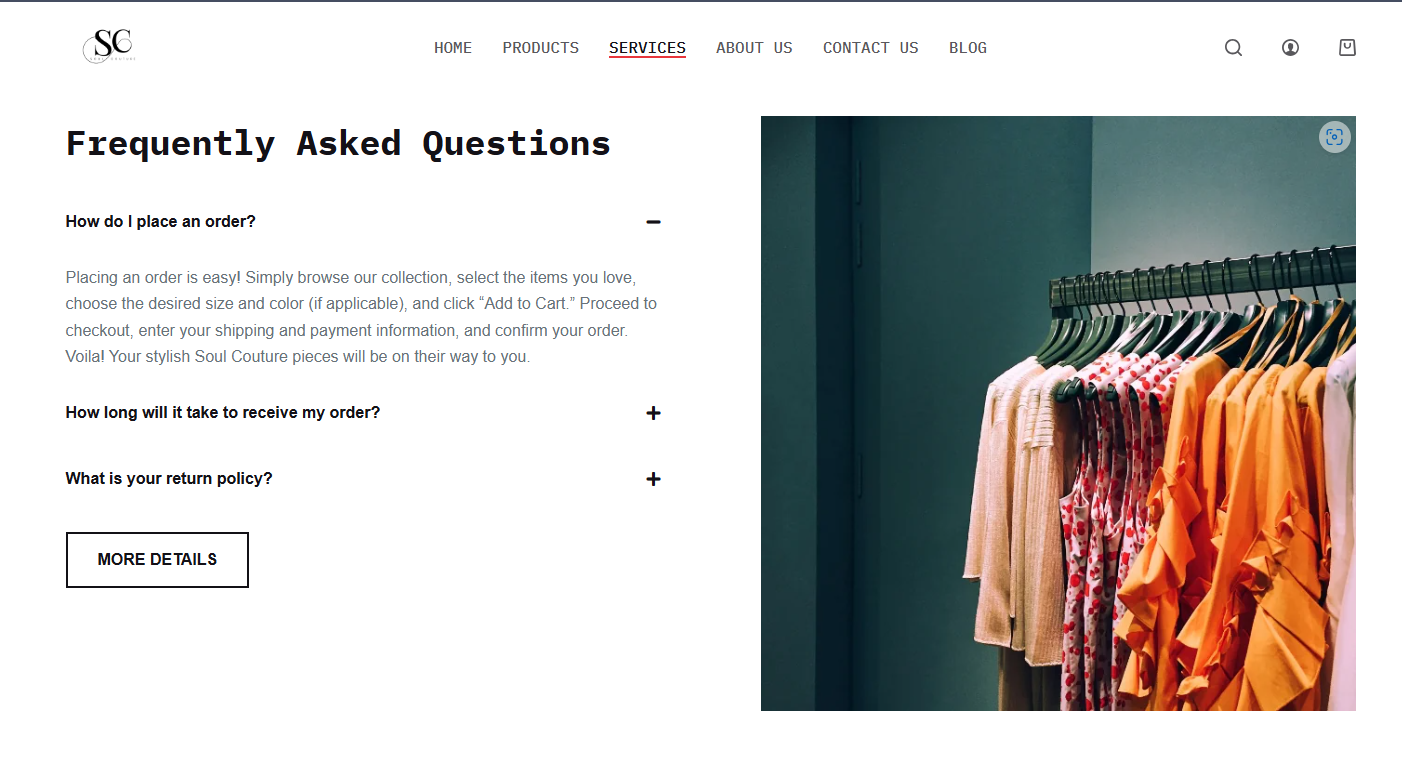 SC
SOUL COUTURE
HOME PRODUCTS SERVICES ABOUT US CONTACT US BLOG
Frequently Asked Questions
How do I place an order?
Placing an order is easy! Simply browse our collection, select the items you love,
choose the desired size and color (if applicable), and click “Add to Cart.” Proceed to
checkout, enter your shipping and payment information, and confirm your order.
Voila! Your stylish Soul Couture pieces will be on their way to you.
How long will it take to receive my order?
What is your return policy?
MORE DETAILS